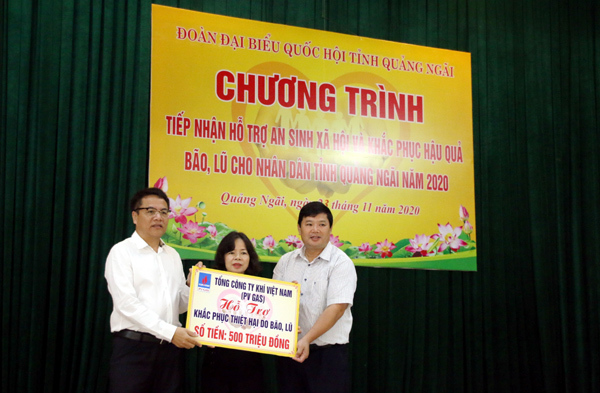 ĐOÀN ĐẠI BIỂU QUỐC HỘI TỈNH QUẢNG NGÃI
CHƯƠNG TRÌNH
TIẾP NHẬN HỖ TRỢ AN SINH XÃ HỘI VÀ KHẮC PHỤC HẬU QUẢ
BÃO, LŨ CHO NHÂN DÂN TỈNH QUẢNG NGÃI NĂM 2020
Quảng Ngãi, ngày 11 năm 2020
TỔNG CÔNG TY KHÍ VIỆT NAM
(PV GAS)
Hỗ Trợ
KHẮC PHỤC THIỆT HẠI DO BÃO, LŨ
SỐ TIỀN: 500 TRIỆU ĐỒNG